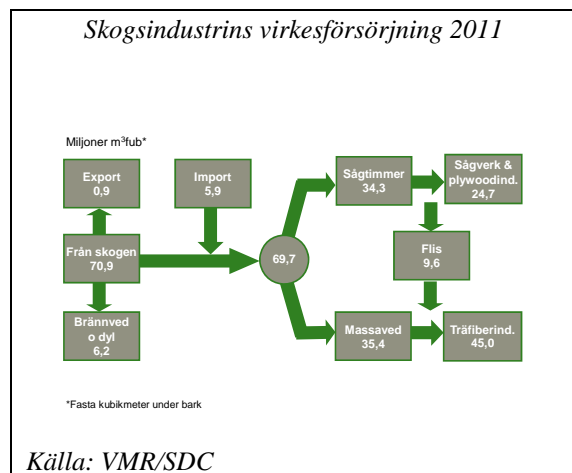 Skogsindustrins virkesförsörjning 2011
Miljoner m³fub*
Export
0,9
Import
5,9
Sågtimmer
34,3
Sågverk &
plywoodind.
24,7
Från skogen
70,9
69,7
Flis
9,6
Brännved
o dyl
6,2
Massaved
35,4
Träfiberind.
45,0
*Fasta kubikmeter under bark
Källa: VMR/SDC